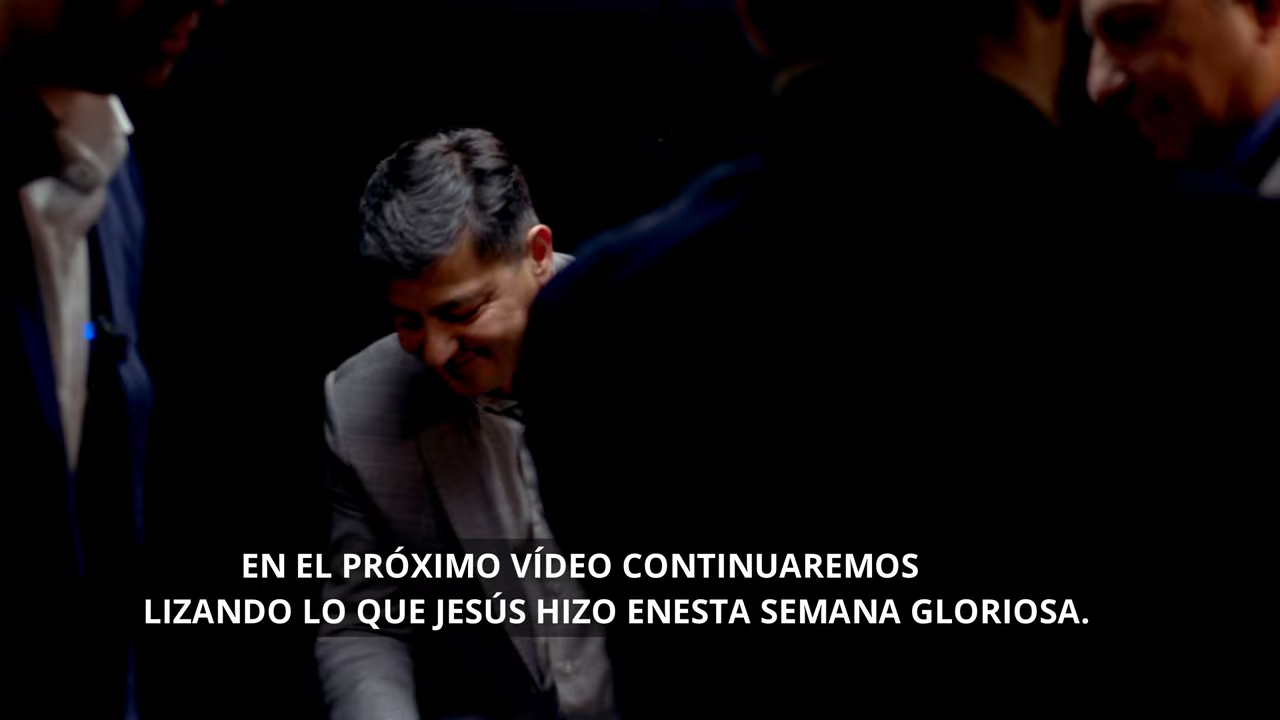 EN EL PRÓXIMO VÍDEO CONTINUAREMOS
LIZANDO LO QUE JESÚS HIZO ENESTA SEMANA GLORIOSA.